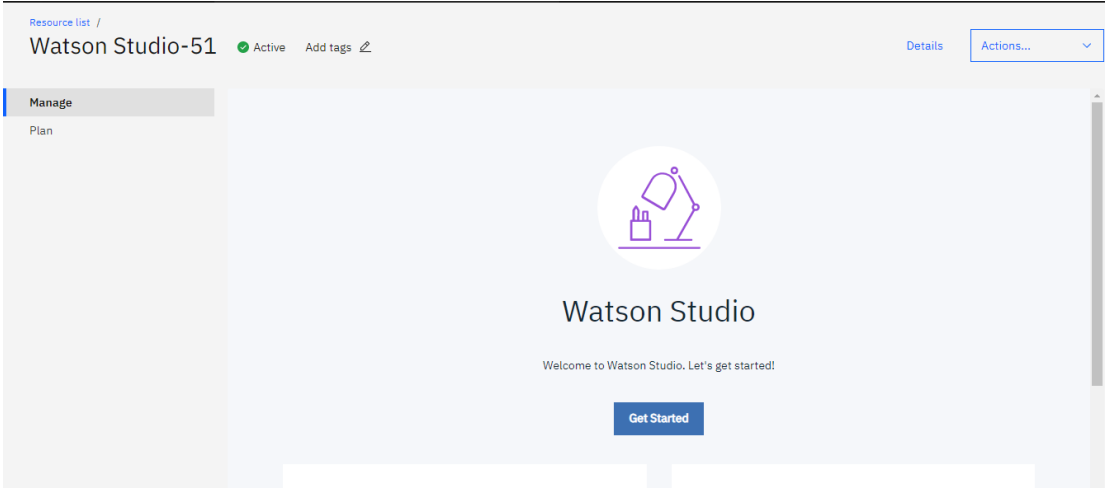 Resource list /
Watson Studio-51 Active Add tags
Details Actions...
Manage
Plan
Watson Studio
Welcome to Watson Studio. Let's get started!
Get Started